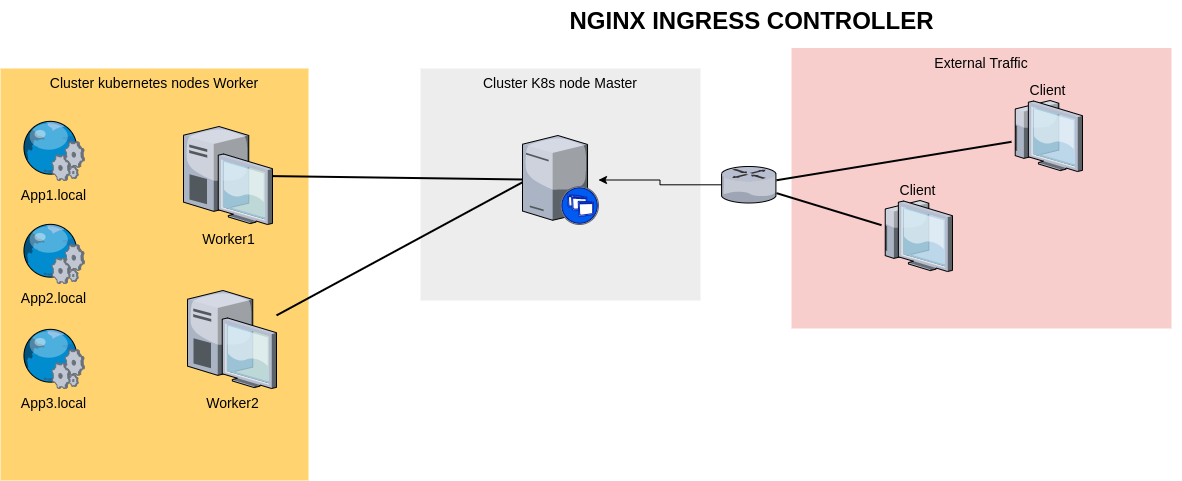 NGINX INGRESS CONTROLLER
Cluster kubernetes nodes Worker
App1.local
App2.local
App3.local
Worker1
Worker2
Cluster K8s node Master
External Traffic
Client
Client